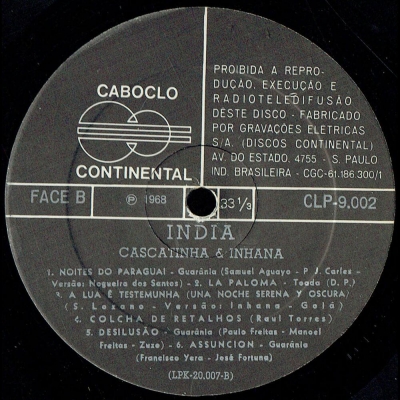 CABOCLO
CONTINENTAL
PROIBIDA A REPRO-
DUÇÃO, EXECUÇÃO E
RADIOTELEDIFUSÃO
DESTE DISCO - FABRICADO
POR GRAVAÇÕES ELETRICAS
S/A. (DISCOS CONTINENTAL)
AV. DO ESTADO, 4755 - S. PAULO
IND. BRASILEIRA - CGC-61.186.300/1
FACE B
Ⓟ 1968
33 1/3
CLP-9.002
INDIA
CASCATINHA & INHANA
1. NOITES DO PARAGUAI - Guarânia (Samuel Aguayo - P. J. Carles -
Versão: Nogueira dos Santos) - 2. LA PALOMA - Toada (D. P.)
3. A LUA É TESTEMUNHA (UNA NOCHE SERENA Y OSCURA)
(S. Lozano - Versão: Inhana - Goiá)
4. COLCHA DE RETALHOS (Raul Torres)
5. DESILUSÃO - Guarânia (Paulo Freitas - Manoel
Freitas - Zuze) - 6. ASSUNCION - Guarânia
(Francisco Yera - José Fortuna)
(LPK-20.007-B)